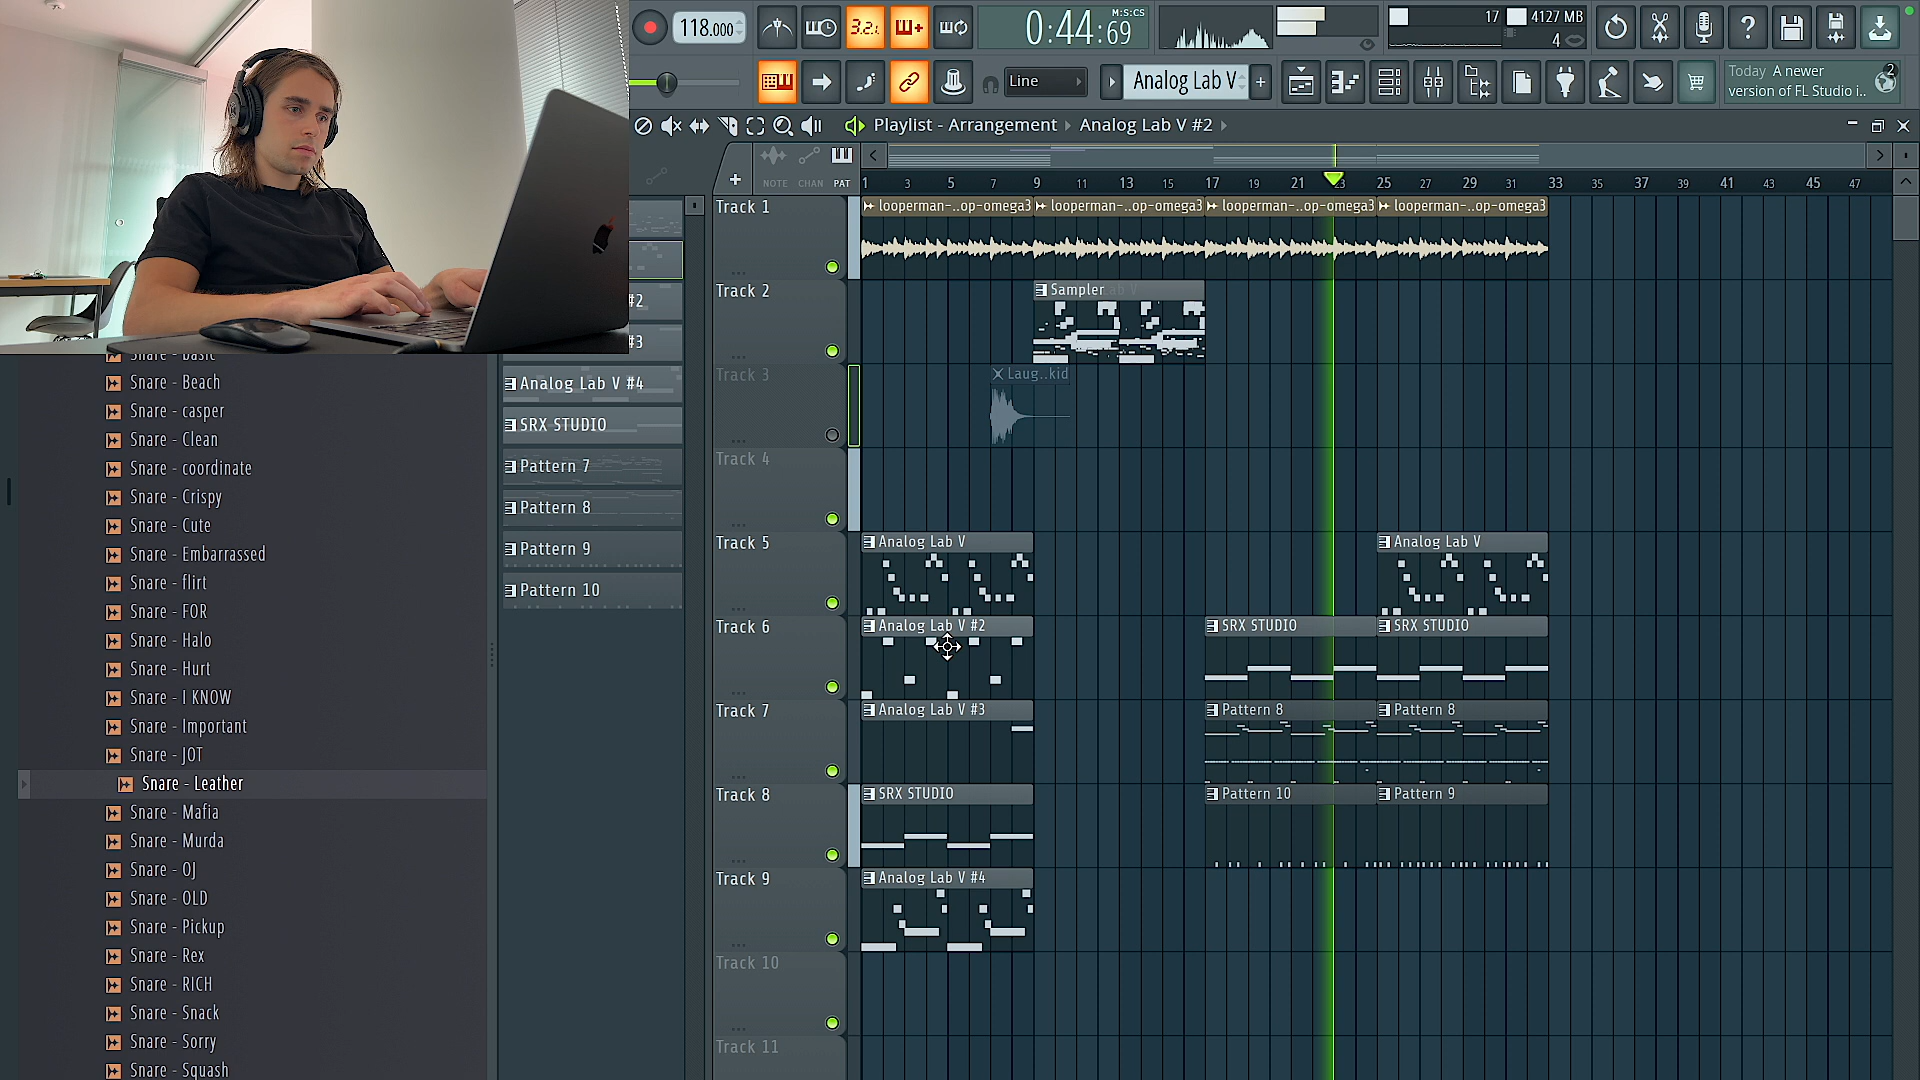 118.000
3.2.1
0:44:69
M:S:CS
17
4127 MB
4
Line
Analog Lab V
Today A newer
version of FL Studio i..
2
Playlist - Arrangement
Analog Lab V #2
NOTE
CHAN
PAT
1
3
5
7
9
11
13
15
17
19
21
23
25
27
29
31
33
35
37
39
41
43
45
47
Track 1
looperman-..op-omega3
looperman-..op-omega3
looperman-..op-omega3
looperman-..op-omega3
Track 2
Sampler
Track 3
Laug..kid
Track 4
Track 5
Analog Lab V
Analog Lab V
Track 6
Analog Lab V #2
SRX STUDIO
SRX STUDIO
Track 7
Analog Lab V #3
Pattern 8
Pattern 8
Track 8
SRX STUDIO
Pattern 10
Pattern 9
Track 9
Analog Lab V #4
Track 10
Track 11
#2
#3
Analog Lab V #4
SRX STUDIO
Pattern 7
Pattern 8
Pattern 9
Pattern 10
Snare - Basic
Snare - Beach
Snare - casper
Snare - Clean
Snare - coordinate
Snare - Crispy
Snare - Cute
Snare - Embarrassed
Snare - flirt
Snare - FOR
Snare - Halo
Snare - Hurt
Snare - I KNOW
Snare - Important
Snare - JOT
Snare - Leather
Snare - Mafia
Snare - Murda
Snare - OJ
Snare - OLD
Snare - Pickup
Snare - Rex
Snare - RICH
Snare - Snack
Snare - Sorry
Snare - Squash